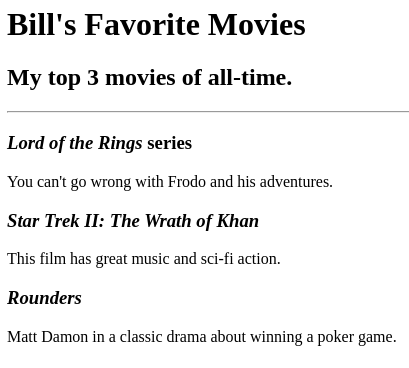 Bill's Favorite Movies
My top 3 movies of all-time.
Lord of the Rings series
You can't go wrong with Frodo and his adventures.
Star Trek II: The Wrath of Khan
This film has great music and sci-fi action.
Rounders
Matt Damon in a classic drama about winning a poker game.